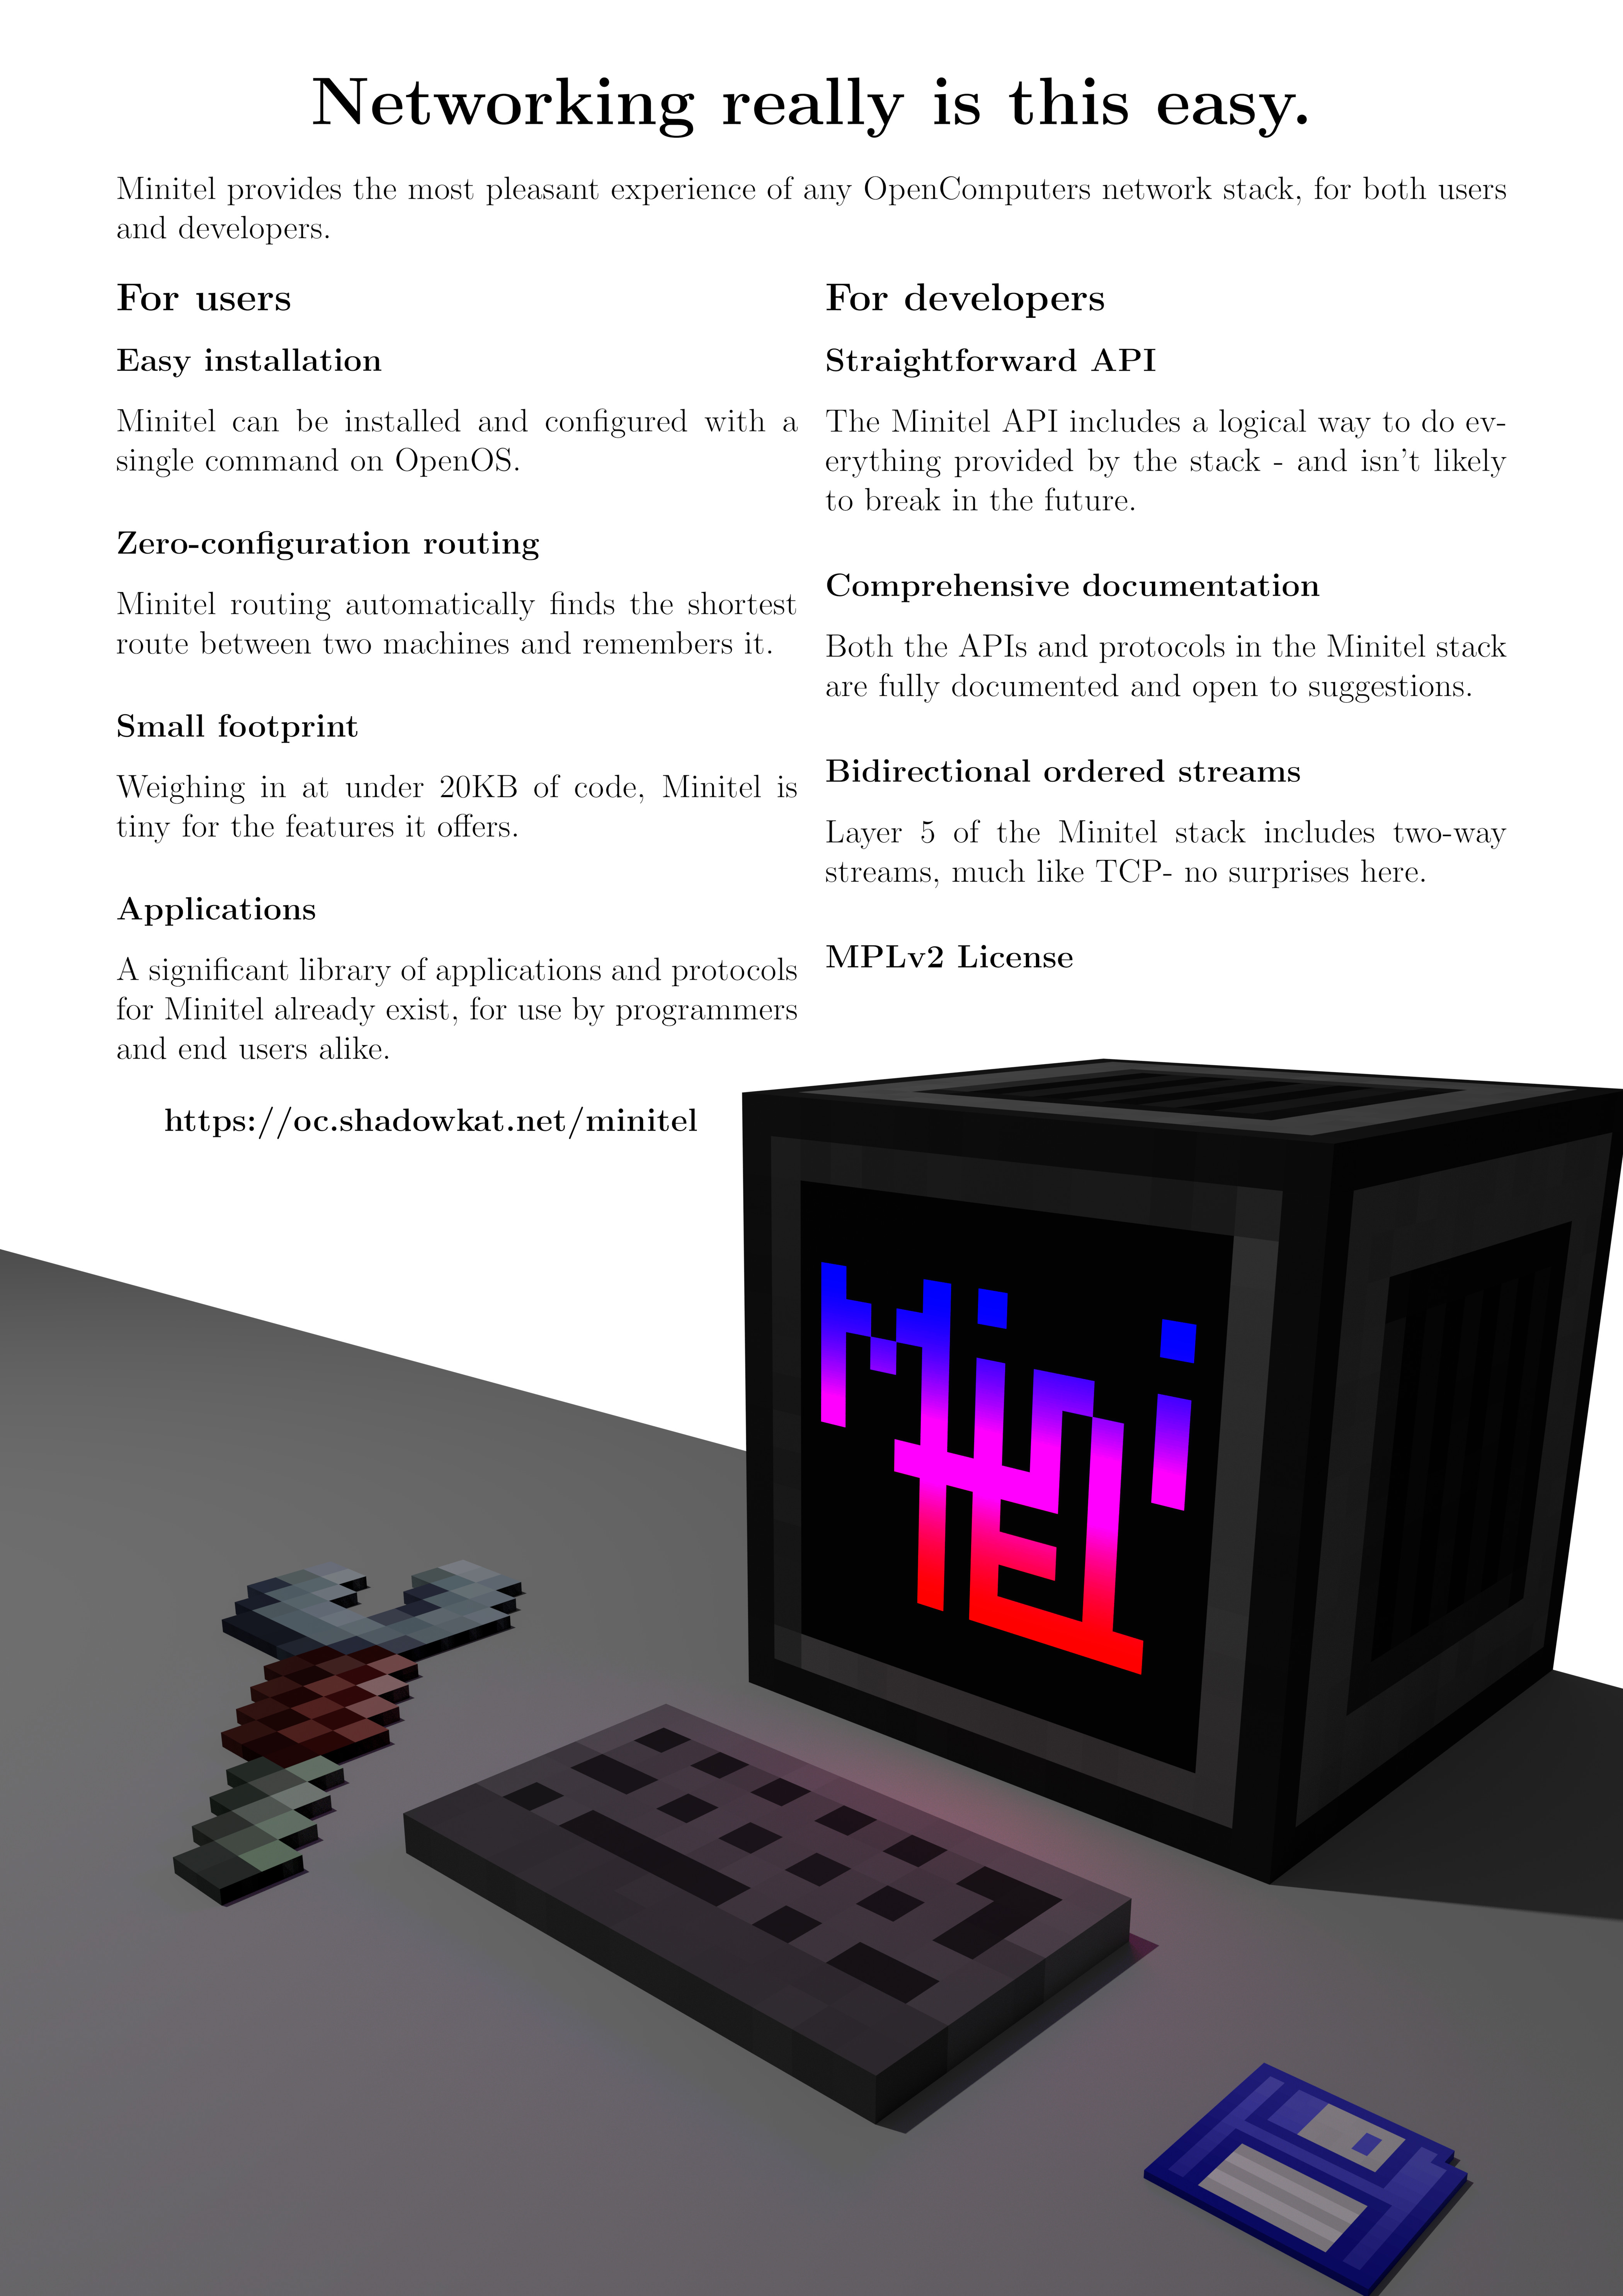 Networking really is this easy.
Minitel provides the most pleasant experience of any OpenComputers network stack, for both users
and developers.
For users
Easy installation
Minitel can be installed and configured with a
single command on OpenOS.
Zero-configuration routing
Minitel routing automatically finds the shortest
route between two machines and remembers it.
Small footprint
Weighing in at under 20KB of code, Minitel is
tiny for the features it offers.
Applications
A significant library of applications and protocols
for Minitel already exist, for use by programmers
and end users alike.
https://oc.shadowkat.net/minitel
For developers
Straightforward API
The Minitel API includes a logical way to do ev-
erything provided by the stack - and isn't likely
to break in the future.
Comprehensive documentation
Both the APIs and protocols in the Minitel stack
are fully documented and open to suggestions.
Bidirectional ordered streams
Layer 5 of the Minitel stack includes two-way
streams, much like TCP- no surprises here.
MPLv2 License
Mini
tel